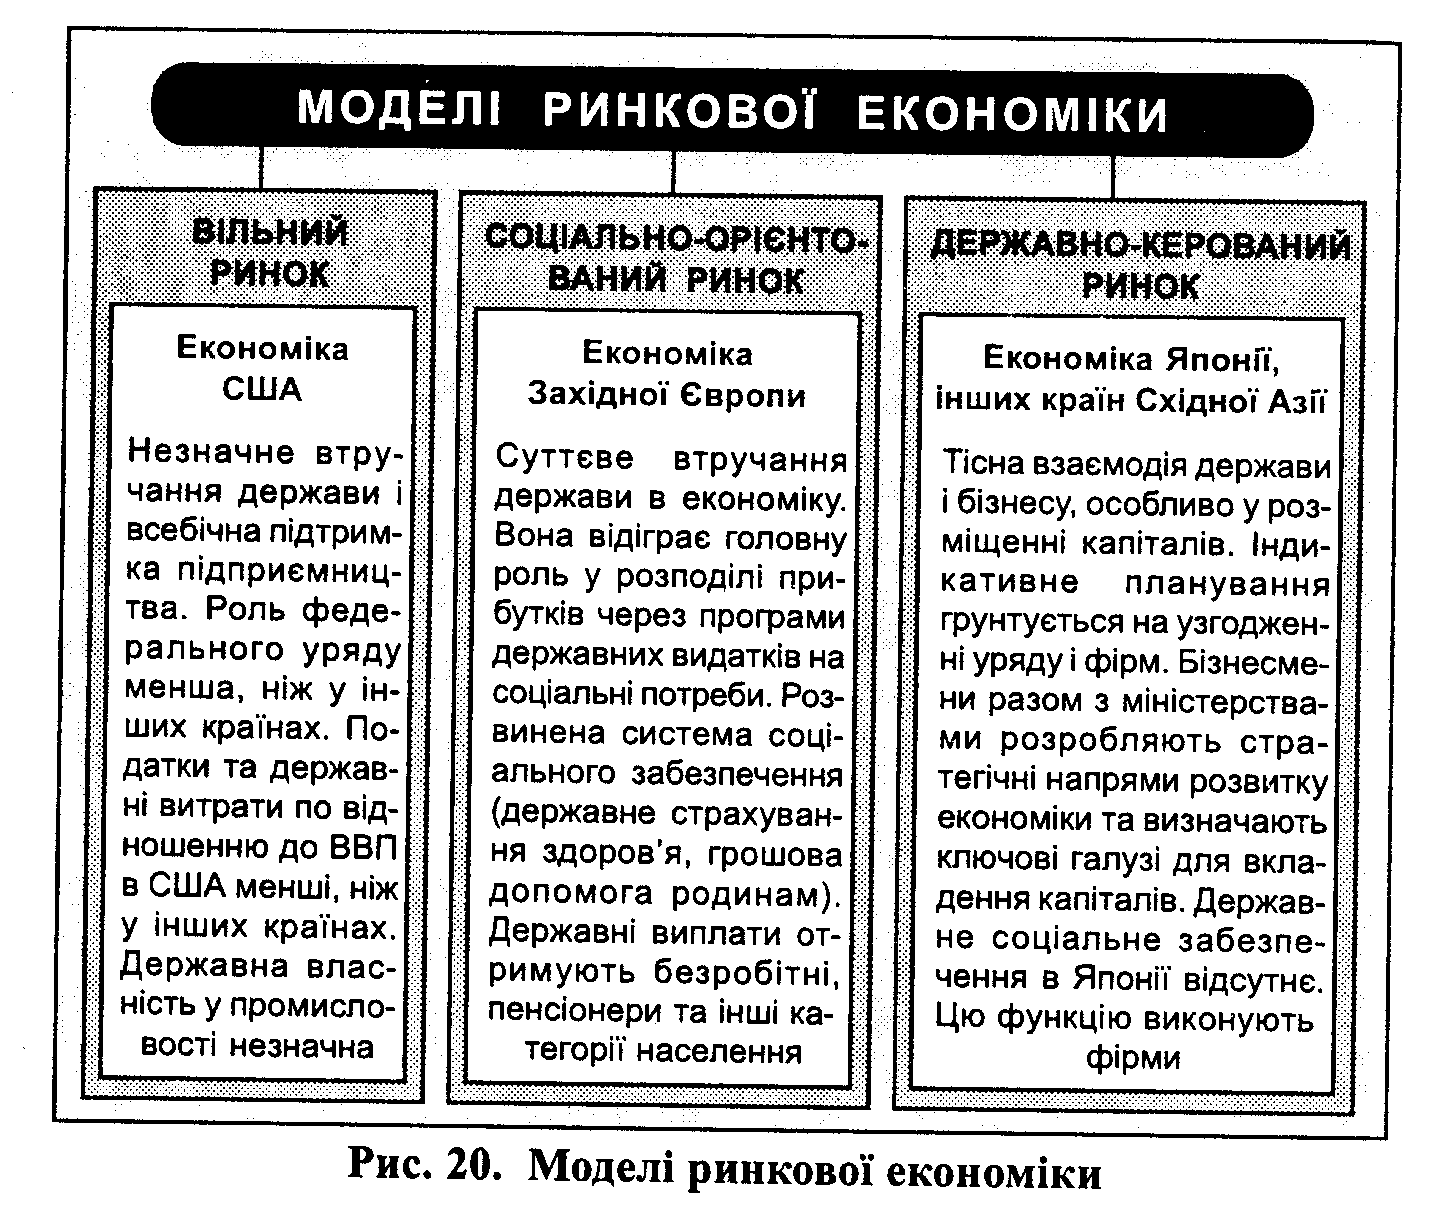 МОДЕЛІ РИНКОВОЇ ЕКОНОМІКИ
ВІЛЬНИЙ
РИНОК
Економіка
США
Незначне втру-
чання держави і
всебічна підтрим-
ка підприємниц-
тва. Роль феде-
рального уряду
менша, ніж у ін-
ших країнах. По-
датки та держав-
ні витрати по від-
ношенню до ВВП
в США менші, ніж
у інших країнах.
Державна влас-
ність у промисло-
вості незначна
СОЦІАЛЬНО-ОРІЄНТО-
ВАНИЙ РИНОК
Економіка
Західної Європи
Суттєве втручання
держави в економіку.
Вона відіграє головну
роль у розподілі при-
бутків через програми
державних видатків на
соціальні потреби. Роз-
винена система соці-
ального забезпечення
(державне страхуван-
ня здоров'я, грошова
допомога родинам).
Державні виплати от-
римують безробітні,
пенсіонери та інші ка-
тегорії населення
ДЕРЖАВНО-КЕРОВАНИЙ
РИНОК
Економіка Японії,
інших країн Східної Азії
Тісна взаємодія держави
і бізнесу, особливо у роз-
міщенні капіталів. Інди-
кативне планування
грунтується на узгоджен-
ні уряду і фірм. Бізнесме-
ни разом з міністерства-
ми розробляють стра-
тегічні напрями розвитку
економіки та визначають
ключові галузі для вкла-
дення капіталів. Держав-
не соціальне забезпе-
чення в Японії відсутнє.
Цю функцію виконують
фірми
Рис. 20. Моделі ринкової економіки